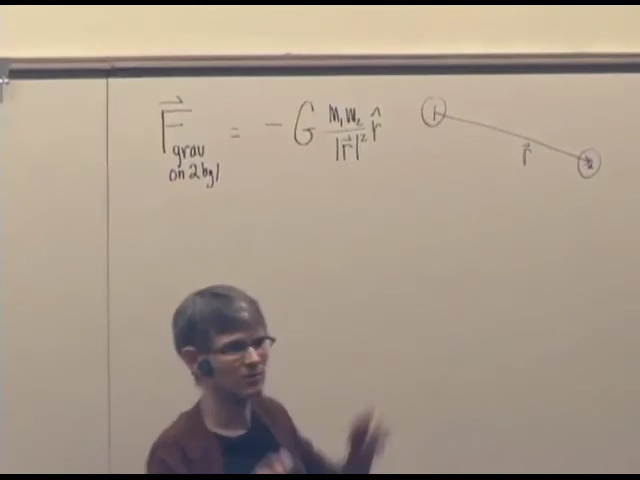 F⃗ grav on 2 by 1 = - G m₁m₂ / |r⃗|² r̂
1
r⃗
2